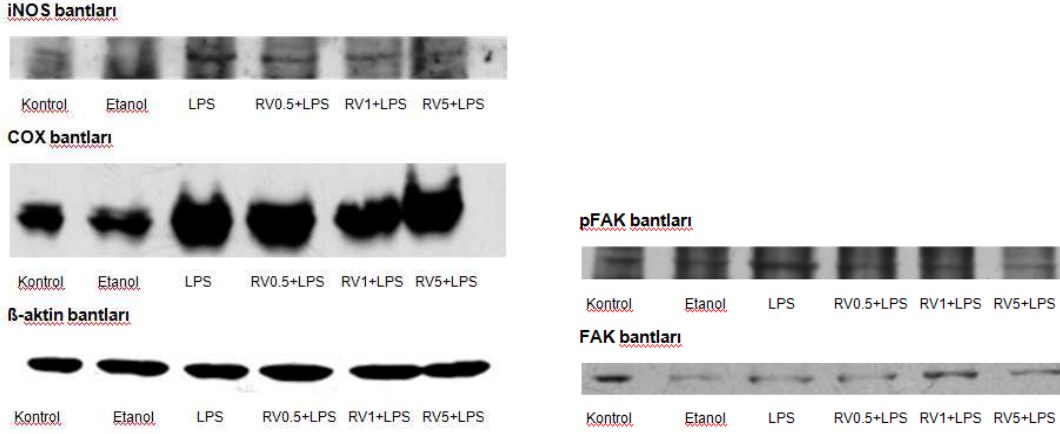 iNOS bantları
Kontrol Etanol LPS RV0.5+LPS RV1+LPS RV5+LPS
COX bantları
Kontrol Etanol LPS RV0.5+LPS RV1+LPS RV5+LPS
ß-aktin bantları
Kontrol Etanol LPS RV0.5+LPS RV1+LPS RV5+LPS
pFAK bantları
Kontrol Etanol LPS RV0.5+LPS RV1+LPS RV5+LPS
FAK bantları
Kontrol Etanol LPS RV0.5+LPS RV1+LPS RV5+LPS